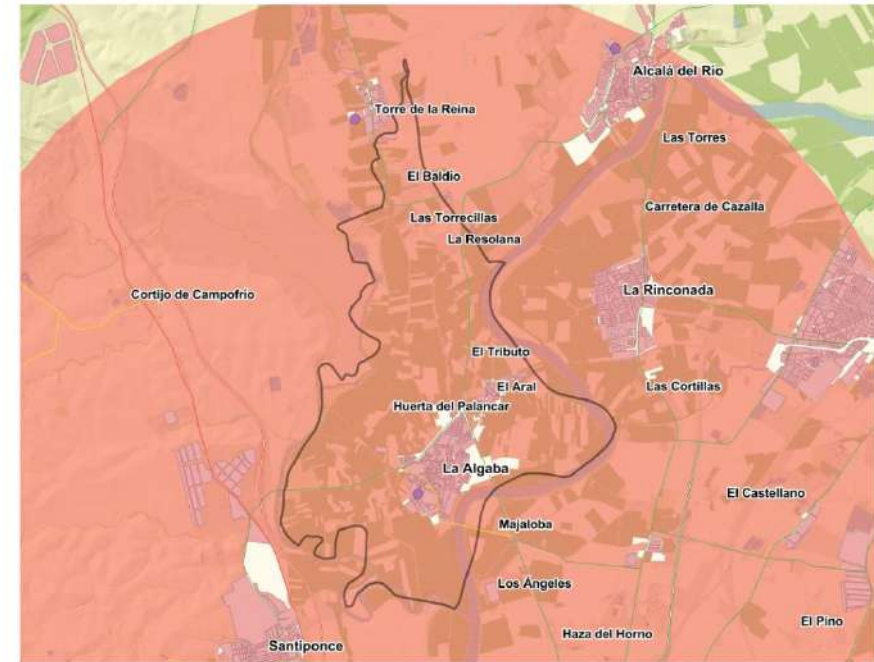 Alcalá del Río
Torre de la Reina
Las Torres
El Baldío
Carretera de Cazalla
Las Torrecillas
La Resolana
Cortijo de Campofrío
La Rinconada
El Tributo
El Aral
Las Cortillas
Huerta del Palancar
La Algaba
El Castellano
Majaloba
Los Ángeles
El Pino
Haza del Horno
Santiponce